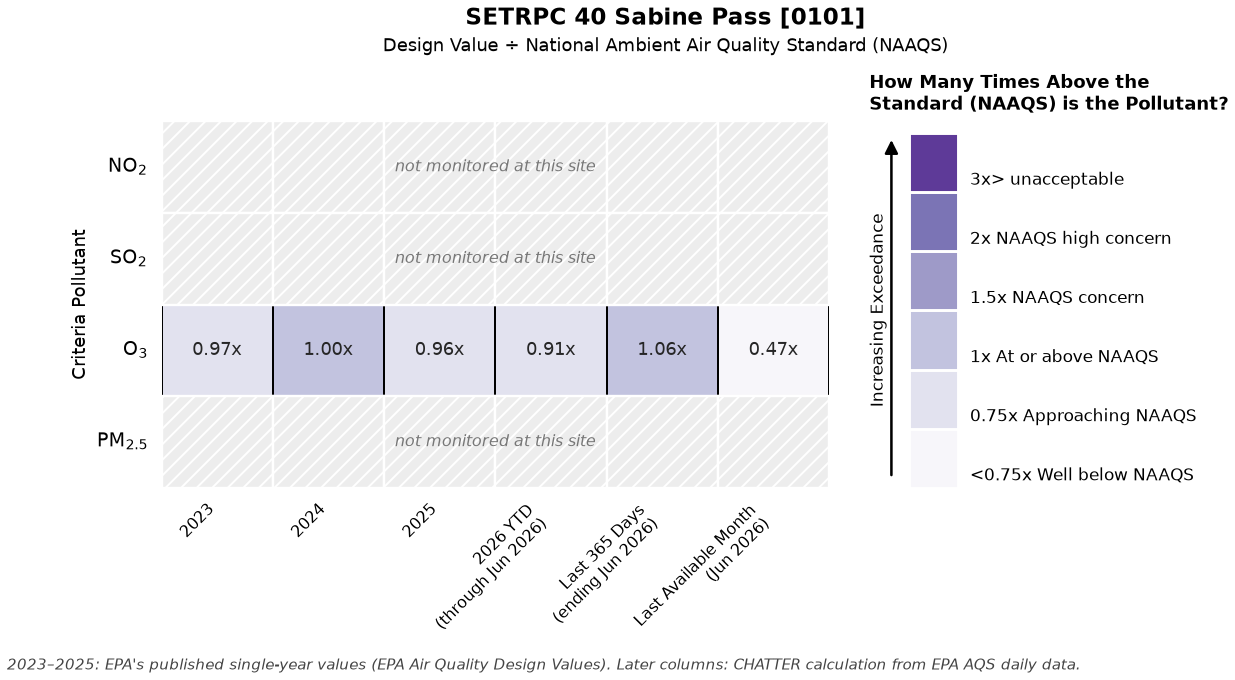 SETRPC 40 Sabine Pass [0101]
Design Value ÷ National Ambient Air Quality Standard (NAAQS)
How Many Times Above the
Standard (NAAQS) is the Pollutant?
Criteria Pollutant
NO2
not monitored at this site
SO2
not monitored at this site
O3
0.97x 1.00x 0.96x 0.91x 1.06x 0.47x
PM2.5
not monitored at this site
2023
2024
2025
2026 YTD
(through Jun 2026)
Last 365 Days
(ending Jun 2026)
Last Available Month
(Jun 2026)
Increasing Exceedance
3x> unacceptable
2x NAAQS high concern
1.5x NAAQS concern
1x At or above NAAQS
0.75x Approaching NAAQS
<0.75x Well below NAAQS
2023–2025: EPA's published single-year values (EPA Air Quality Design Values). Later columns: CHATTER calculation from EPA AQS daily data.